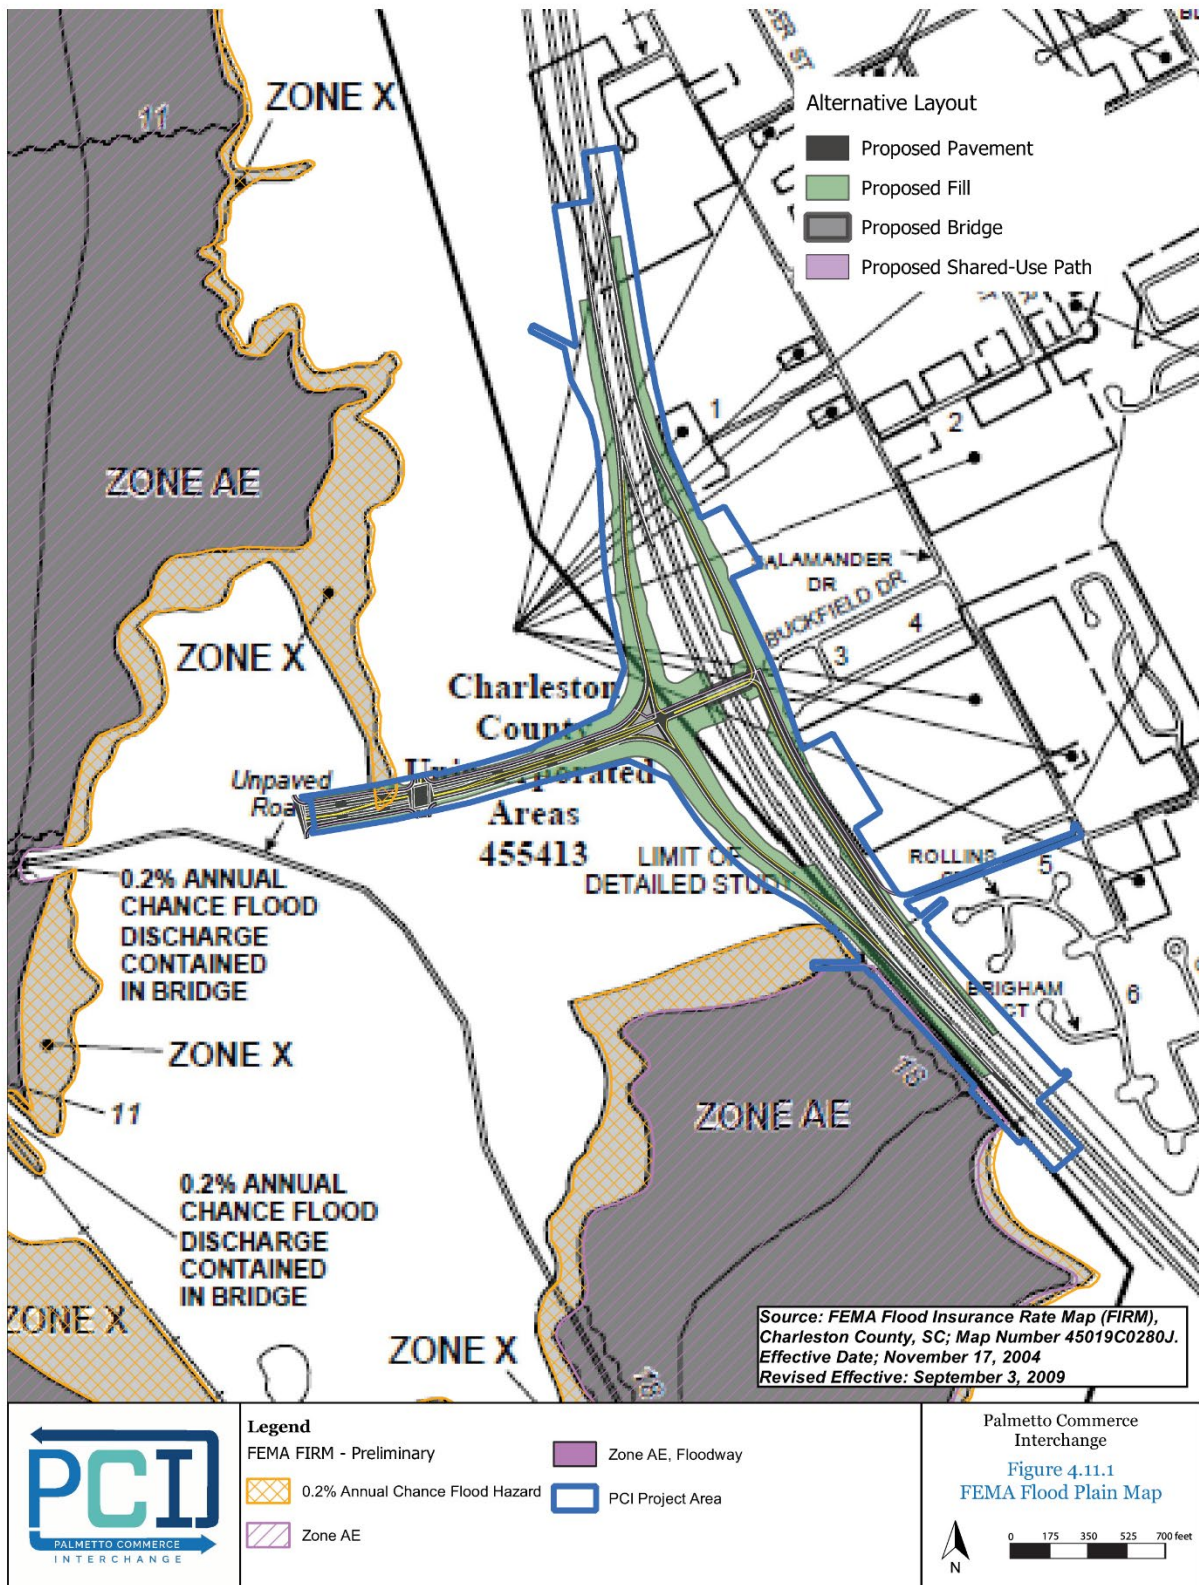 ZONE X
11
Alternative Layout
Proposed Pavement
Proposed Fill
Proposed Bridge
Proposed Shared-Use Path
1
2
ZONE AE
DR
BUCKFIELD DR
4
3
ZONE X
Charleston
County
Unincorporated
Areas
455413
Unpaved
LIMIT OF
DETAILED STUDY
ROLLINS
5
0.2% ANNUAL
CHANCE FLOOD
DISCHARGE
CONTAINED
IN BRIDGE
BRIGHAM
CT
6
ZONE X
11
ZONE AE
0.2% ANNUAL
CHANCE FLOOD
DISCHARGE
CONTAINED
IN BRIDGE
ZONE X
ZONE X
Source: FEMA Flood Insurance Rate Map (FIRM),
Charleston County, SC; Map Number 45019C0280J.
Effective Date; November 17, 2004
Revised Effective: September 3, 2009
PCI
PALMETTO COMMERCE
INTERCHANGE
Legend
FEMA FIRM - Preliminary
0.2% Annual Chance Flood Hazard
Zone AE
Zone AE, Floodway
PCI Project Area
Palmetto Commerce
Interchange
Figure 4.11.1
FEMA Flood Plain Map
N
0 175 350 525 700 feet